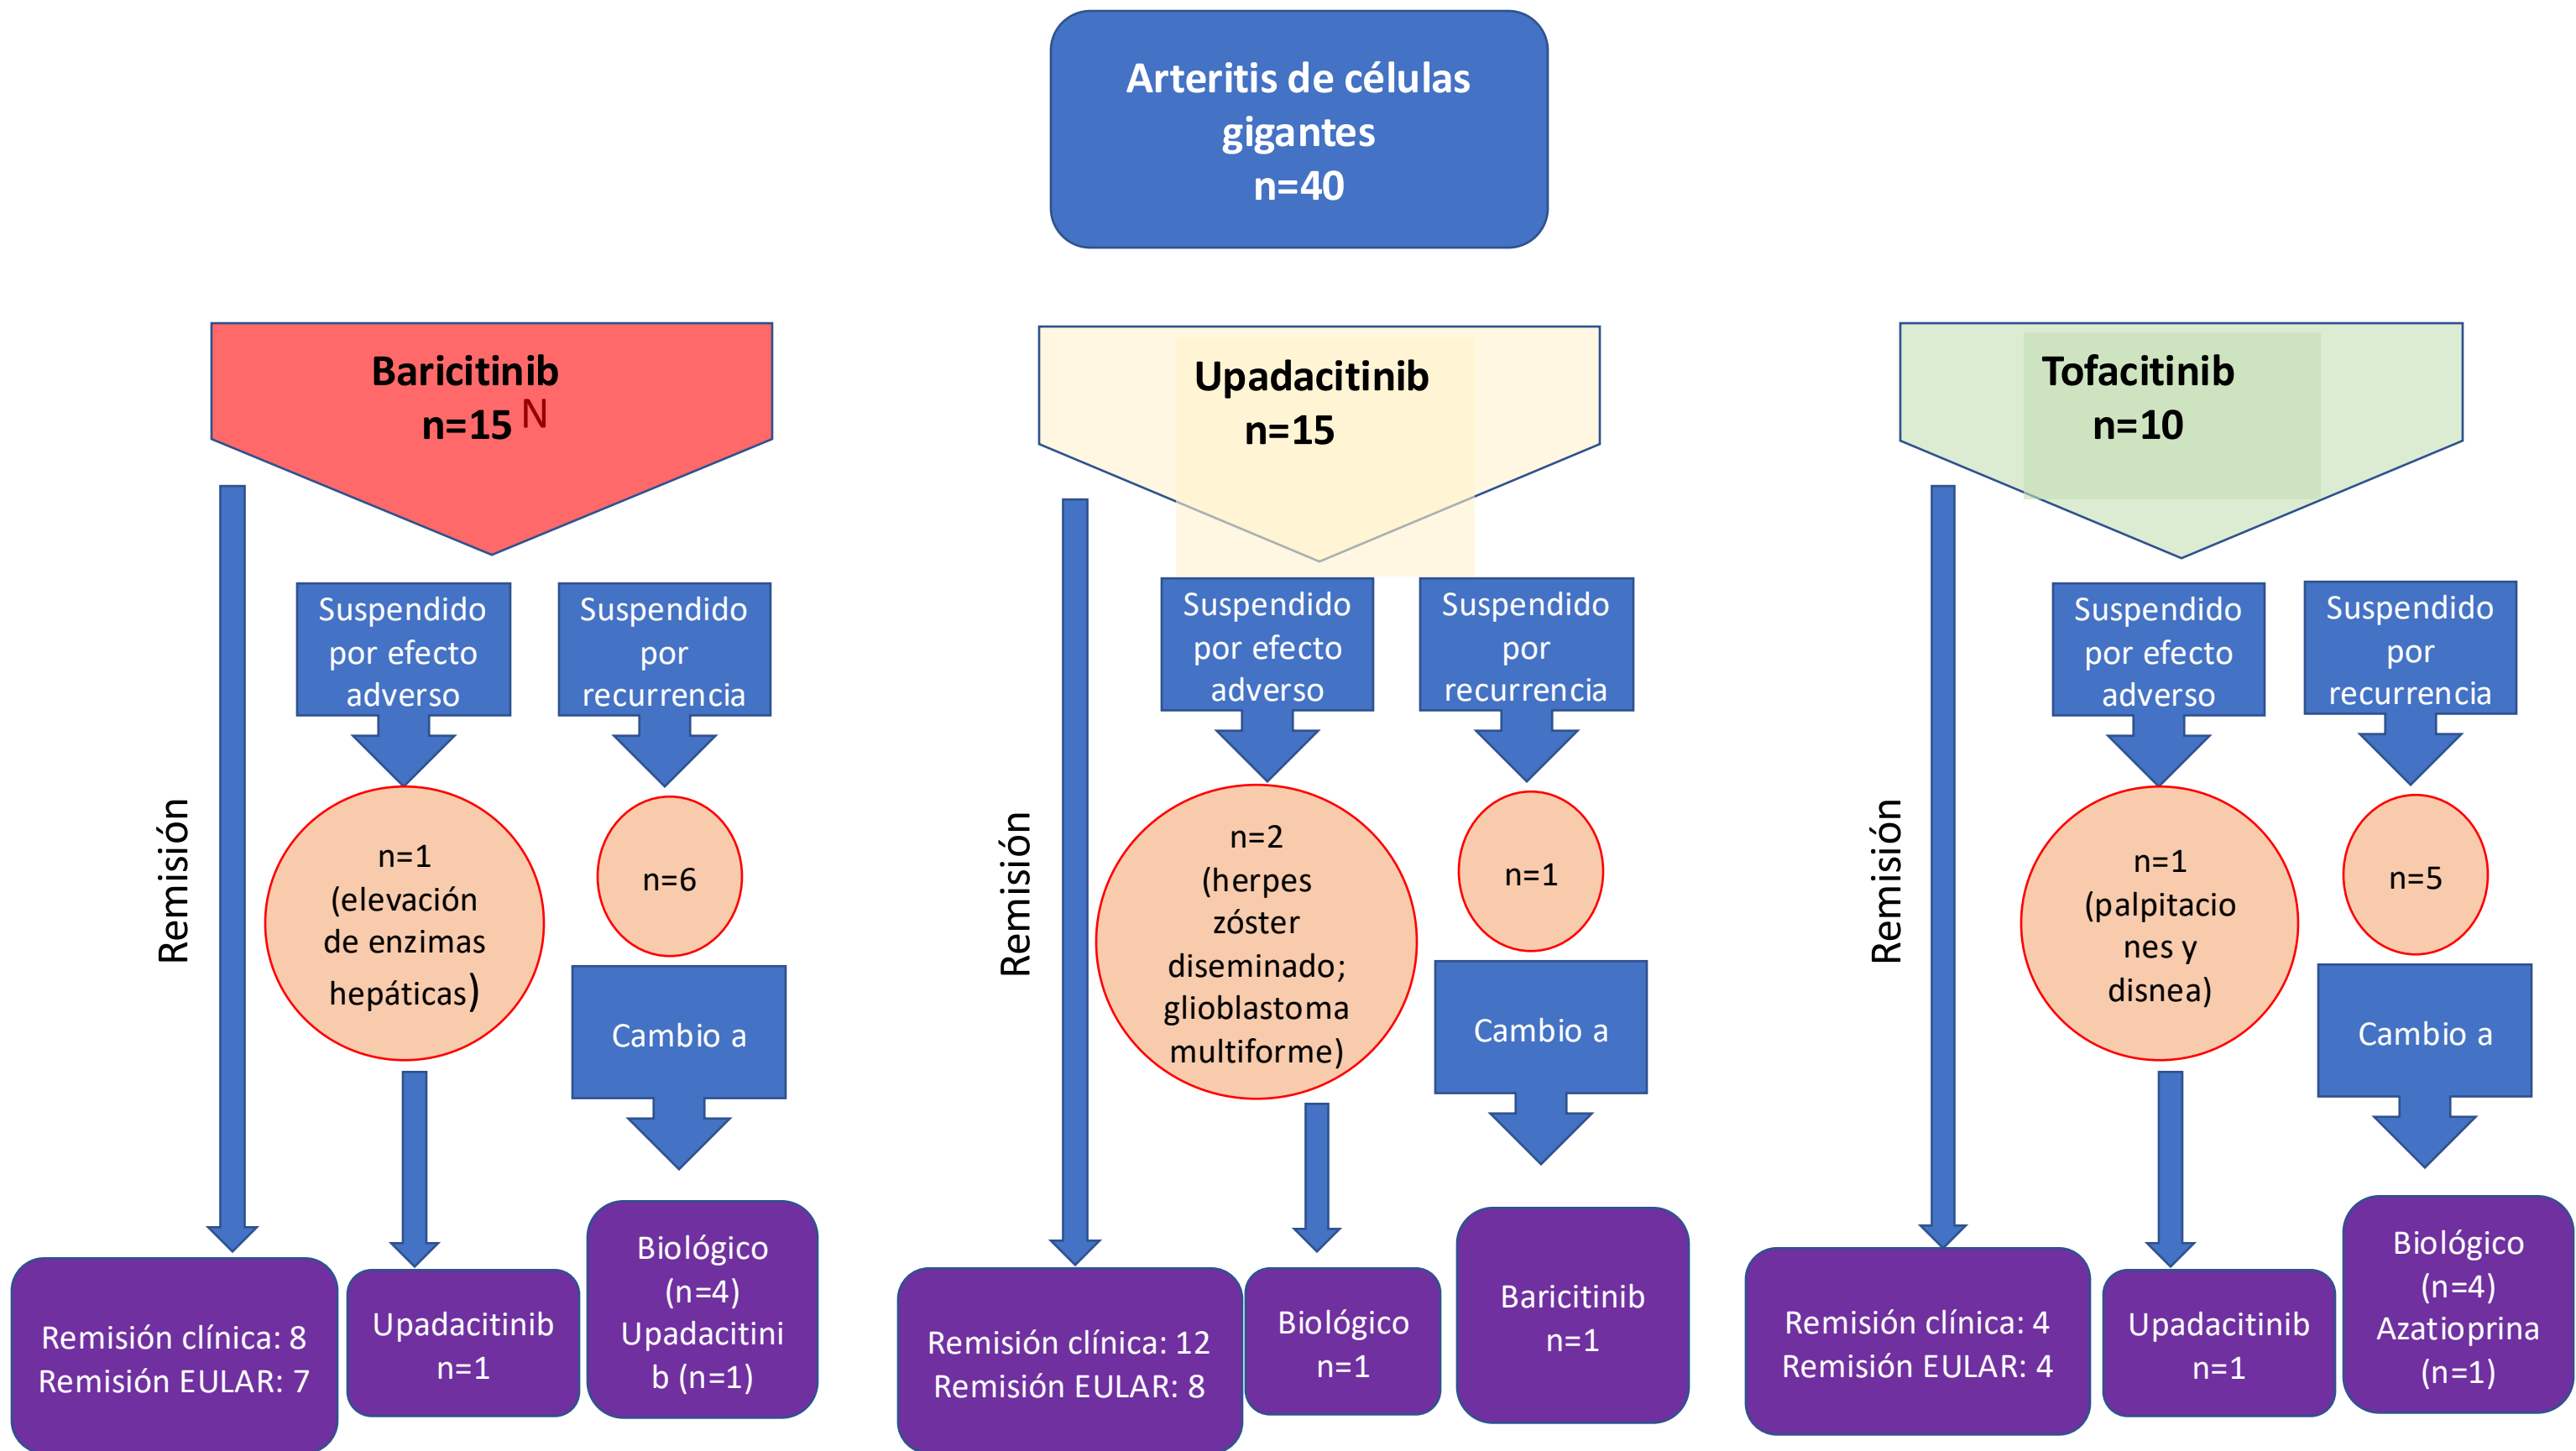 Arteritis de células
gigantes
n=40
Baricitinib
n=15 N
Remisión
Suspendido
por efecto
adverso
Suspendido
por
recurrencia
n=1
(elevación
de enzimas
hepáticas)
n=6
Cambio a
Remisión clínica: 8
Remisión EULAR: 7
Upadacitinib
n=1
Biológico
(n=4)
Upadacitini
b (n=1)
Upadacitinib
n=15
Remisión
Suspendido
por efecto
adverso
Suspendido
por
recurrencia
n=2
(herpes
zóster
diseminado;
glioblastoma
multiforme)
n=1
Cambio a
Remisión clínica: 12
Remisión EULAR: 8
Biológico
n=1
Baricitinib
n=1
Tofacitinib
n=10
Remisión
Suspendido
por efecto
adverso
Suspendido
por
recurrencia
n=1
(palpitacio
nes y
disnea)
n=5
Cambio a
Remisión clínica: 4
Remisión EULAR: 4
Upadacitinib
n=1
Biológico
(n=4)
Azatioprina
(n=1)